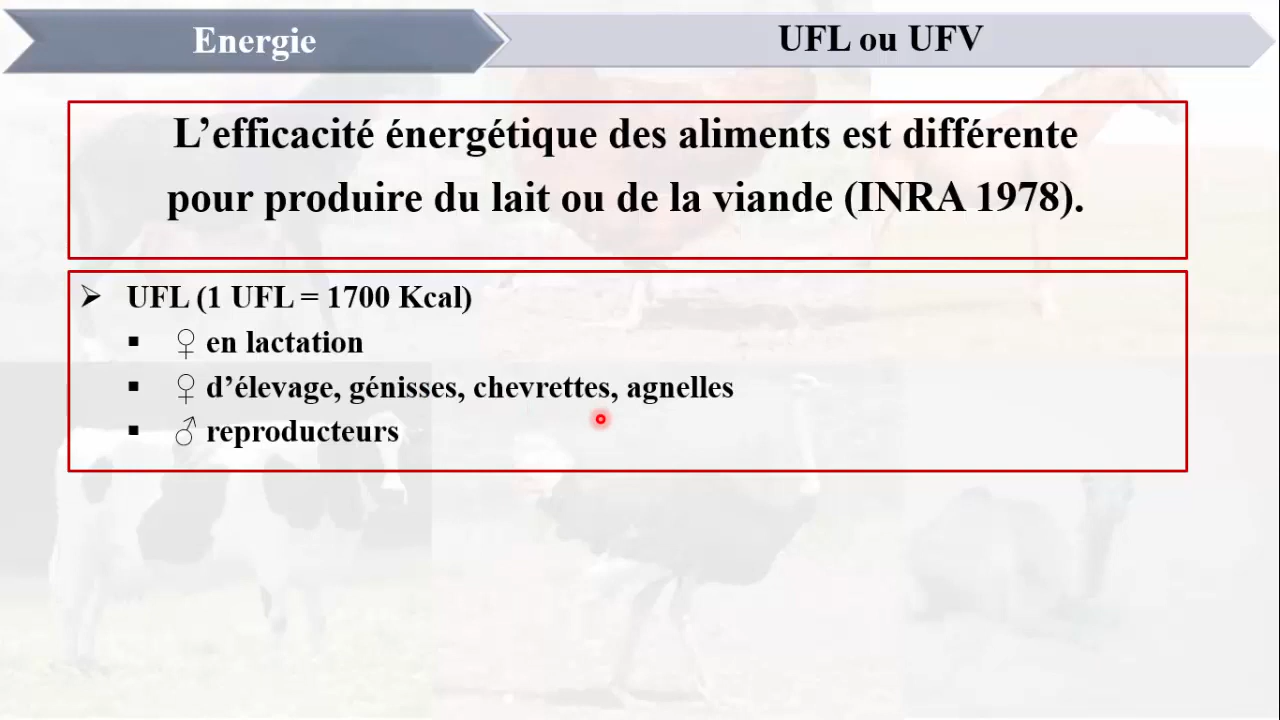 Energie
UFL ou UFV
L’efficacité énergétique des aliments est différente
pour produire du lait ou de la viande (INRA 1978).
➢ UFL (1 UFL = 1700 Kcal)
▪ ♀ en lactation
▪ ♀ d’élevage, génisses, chevrettes, agnelles
▪ ♂ reproducteurs